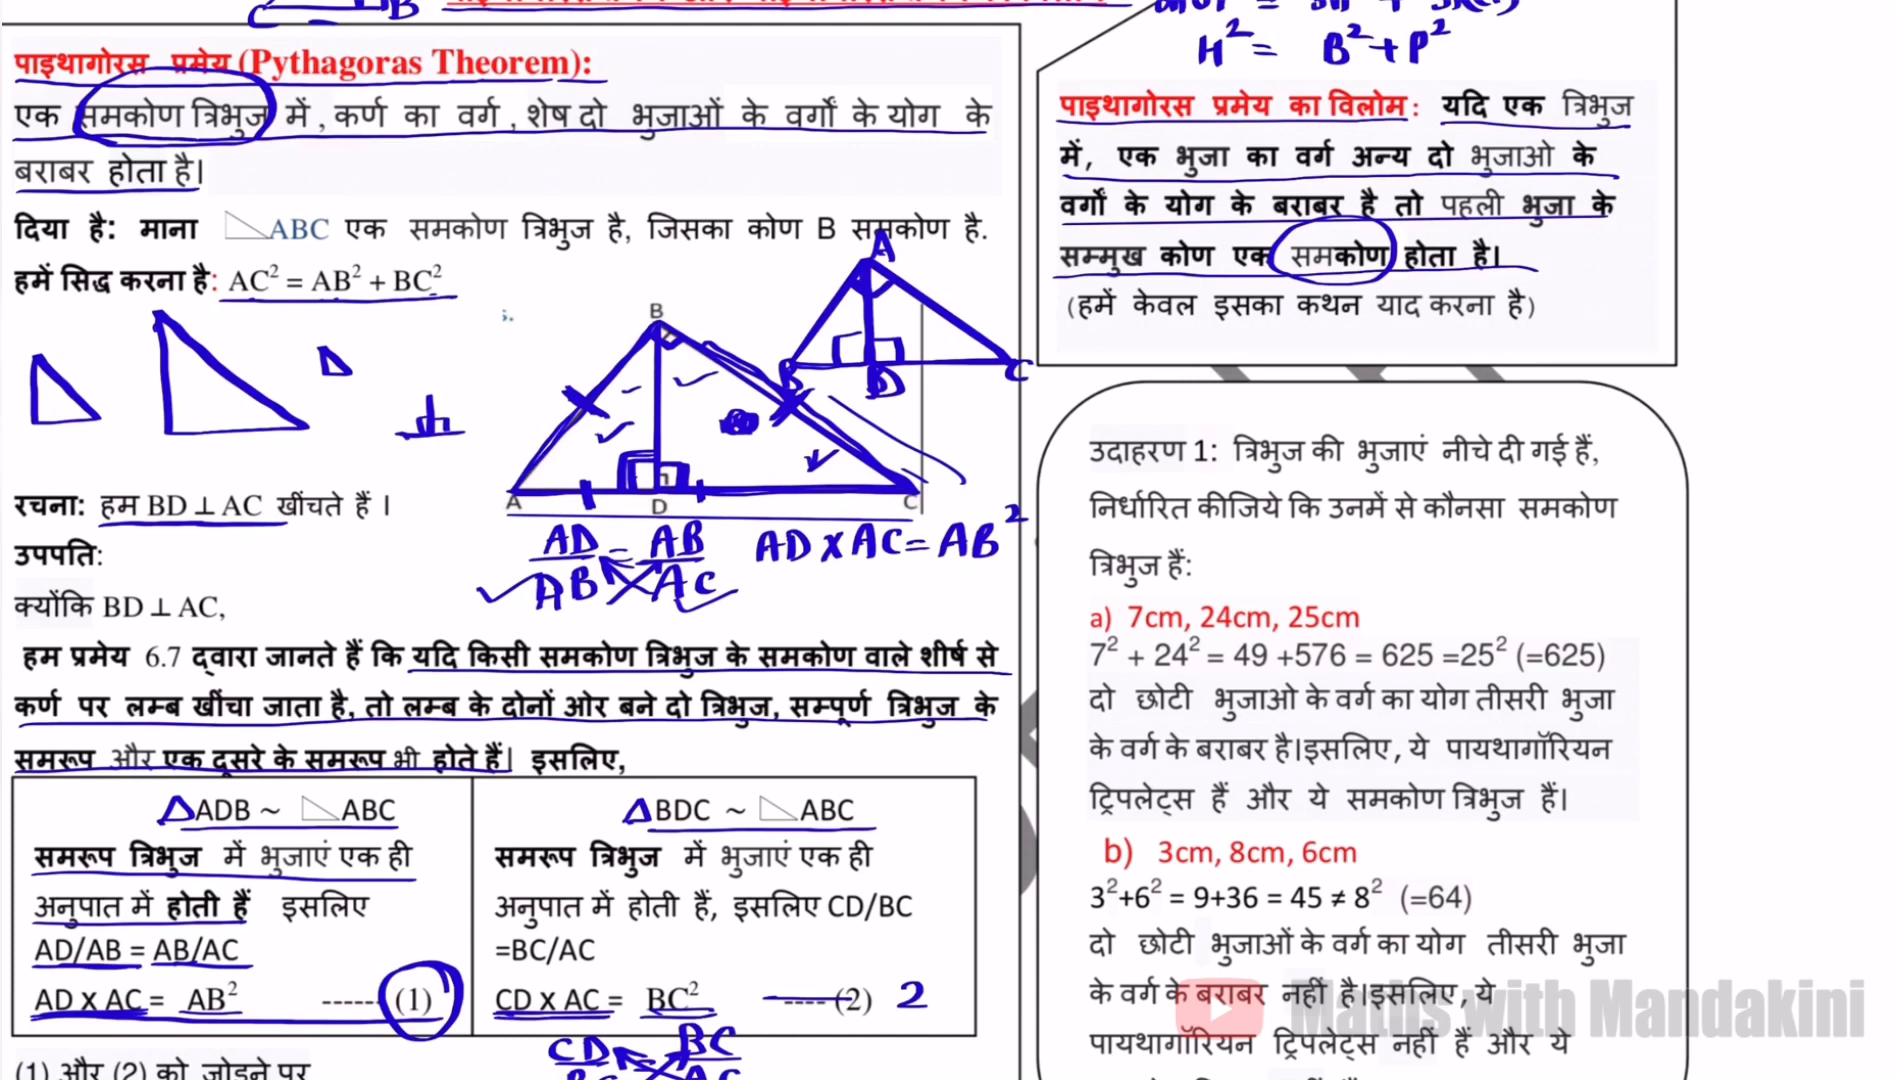 C
B
पाइथागोरस प्रमेय (Pythagoras Theorem):
एक समकोण त्रिभुज में , कर्ण का वर्ग , शेष दो भुजाओं के वर्गों के योग के
बराबर होता है।
दिया है: माना ABC एक समकोण त्रिभुज है, जिसका कोण B समकोण है.
हमें सिद्ध करना है: AC² = AB² + BC²
A
B D C
s.
B
A D C
रचना: हम BD ⊥ AC खींचते हैं ।
AD/AB = AB/AC AD X AC = AB²
उपपति:
क्योंकि BD ⊥ AC,
हम प्रमेय 6.7 द्वारा जानते हैं कि यदि किसी समकोण त्रिभुज के समकोण वाले शीर्ष से
कर्ण पर लम्ब खींचा जाता है, तो लम्ब के दोनों ओर बने दो त्रिभुज, सम्पूर्ण त्रिभुज के
समरूप और एक दूसरे के समरूप भी होते हैं। इसलिए,
ΔADB ~ ABC
समरूप त्रिभुज में भुजाएं एक ही
अनुपात में होती हैं इसलिए
AD/AB = AB/AC
AD X AC = AB² ------(1)
ΔBDC ~ ABC
समरूप त्रिभुज में भुजाएं एक ही
अनुपात में होती हैं, इसलिए CD/BC
=BC/AC
CD X AC = BC² -----(2) 2
CD BC
(1) और (2) को जोड़ने पर
H² = B² + P²
पाइथागोरस प्रमेय का विलोम: यदि एक त्रिभुज
में, एक भुजा का वर्ग अन्य दो भुजाओ के
वर्गों के योग के बराबर है तो पहली भुजा के
सम्मुख कोण एक समकोण होता है।
(हमें केवल इसका कथन याद करना है)
उदाहरण 1: त्रिभुज की भुजाएं नीचे दी गई हैं,
निर्धारित कीजिये कि उनमें से कौनसा समकोण
त्रिभुज हैं:
a) 7cm, 24cm, 25cm
7² + 24² = 49 +576 = 625 =25² (=625)
दो छोटी भुजाओ के वर्ग का योग तीसरी भुजा
के वर्ग के बराबर है।इसलिए, ये पायथागॉरियन
ट्रिपलेट्स हैं और ये समकोण त्रिभुज हैं।
b) 3cm, 8cm, 6cm
3²+6² = 9+36 = 45 ≠ 8² (=64)
दो छोटी भुजाओं के वर्ग का योग तीसरी भुजा
के वर्ग के बराबर नहीं है।इसलिए, ये
पायथागॉरियन ट्रिपलेट्स नहीं हैं और ये
Maths with Mandakini